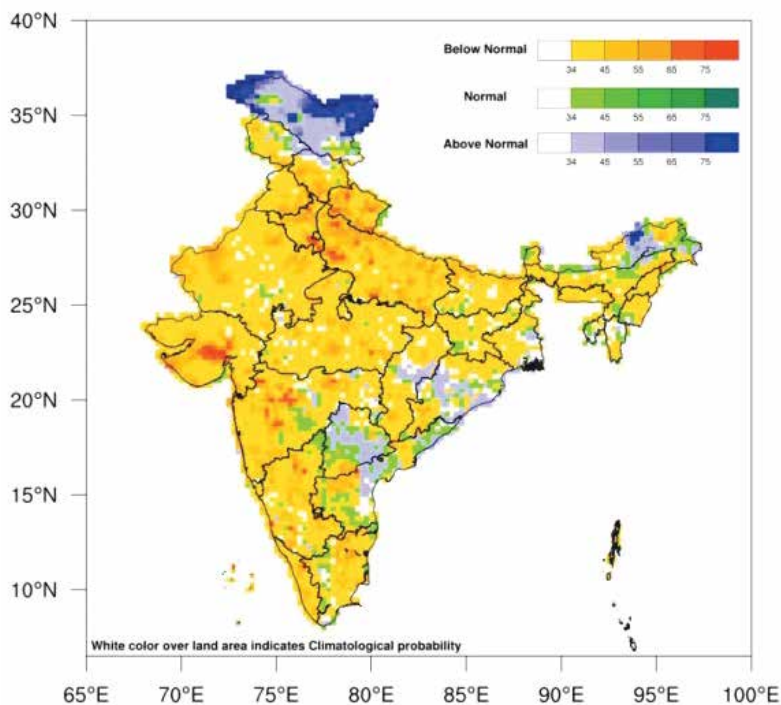 40°N
35°N
30°N
25°N
20°N
15°N
10°N
Below Normal
34 45 55 65 75
Normal
34 45 55 65 75
Above Normal
34 45 55 65 75
White color over land area indicates Climatological probability
65°E 70°E 75°E 80°E 85°E 90°E 95°E 100°E